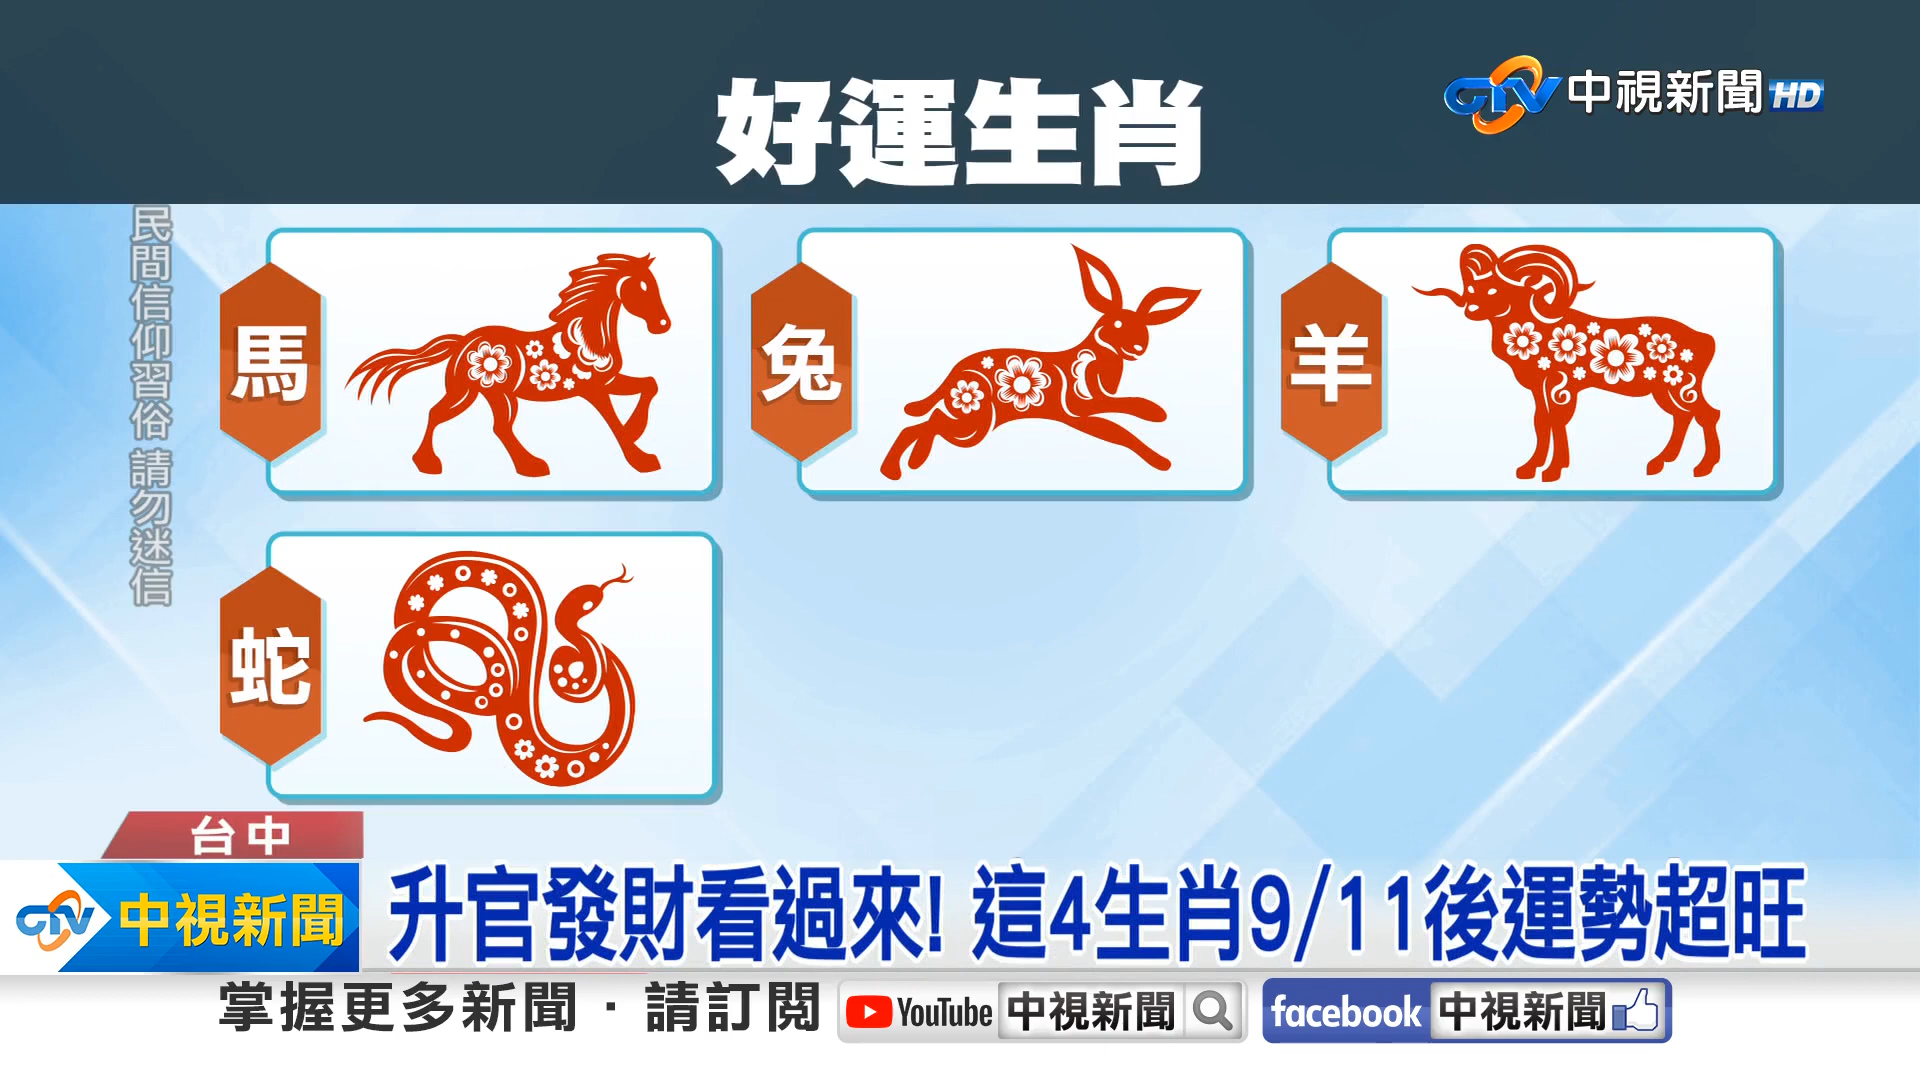 好運生肖
CTV 中視新聞 HD
民間信仰習俗 請勿迷信
馬
兔
羊
蛇
台中
CTV 中視新聞
升官發財看過來! 這4生肖9/11後運勢超旺
掌握更多新聞·請訂閱 YouTube 中視新聞 facebook 中視新聞